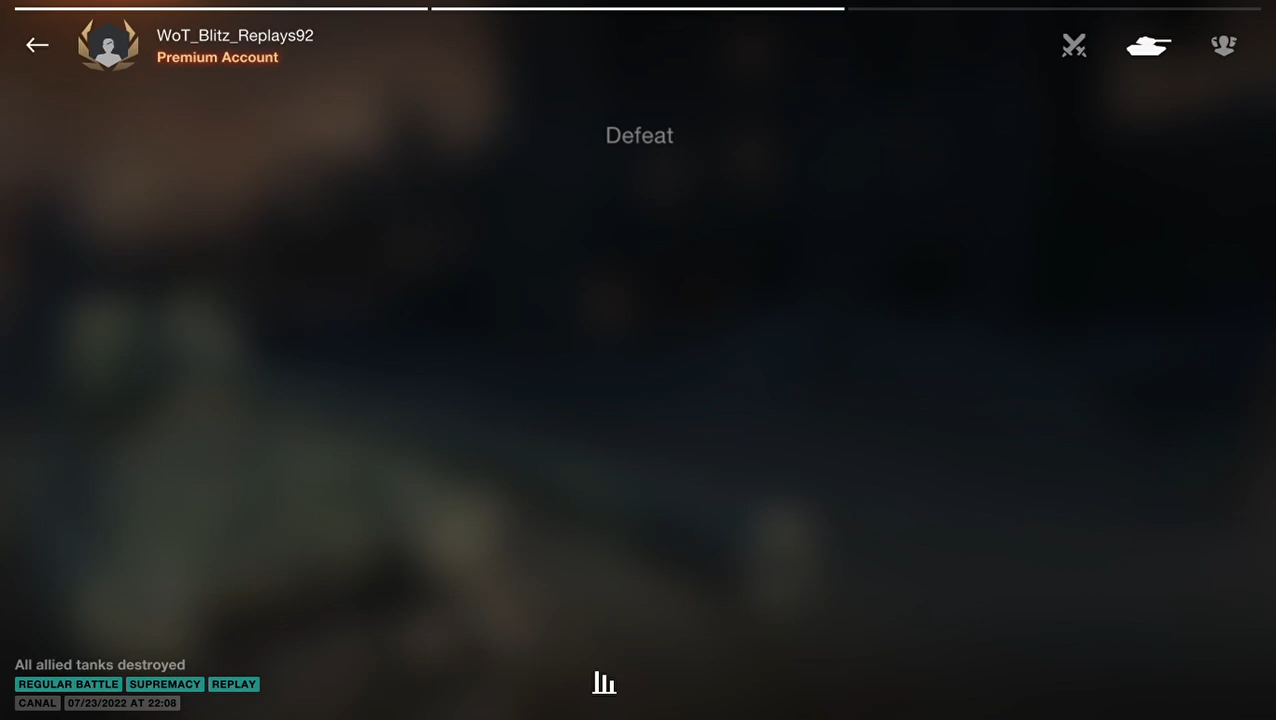 WoT_Blitz_Replays92
Premium Account
Defeat
All allied tanks destroyed
REGULAR BATTLE SUPREMACY REPLAY
CANAL 07/23/2022 AT 22:08